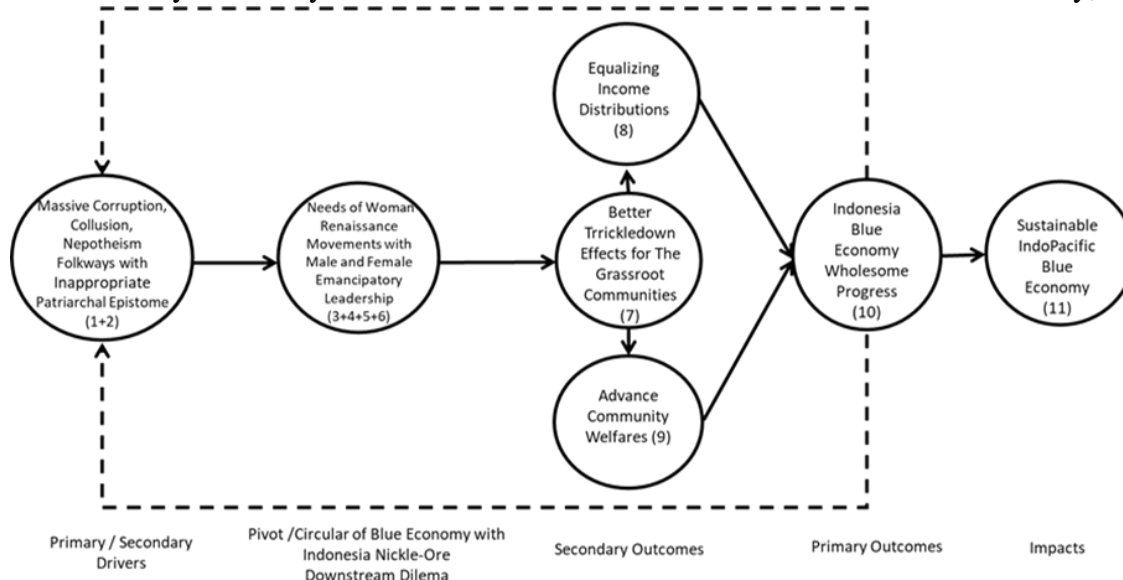 Equalizing
Income
Distributions
(8)
Massive Corruption,
Collusion,
Nepotheism
Folkways with
Inappropriate
Patriarchal Epistome
(1+2)
Needs of Woman
Renaissance
Movements with
Male and Female
Emancipatory
Leadership
(3+4+5+6)
Better
Trrickledown
Effects for The
Grassroot
Communities
(7)
Indonesia
Blue
Economy
Wholesome
Progress
(10)
Sustainable
IndoPacific
Blue
Economy
(11)
Advance
Community
Welfares (9)
Primary / Secondary
Drivers
Pivot /Circular of Blue Economy with
Indonesia Nickle-Ore
Downstream Dilema
Secondary Outcomes
Primary Outcomes
Impacts